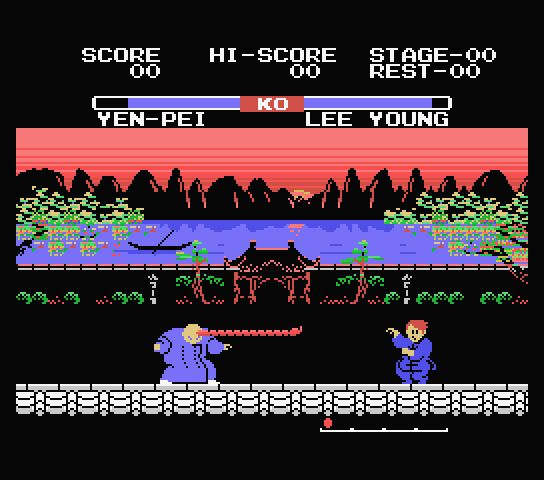 SCORE HI-SCORE STAGE-00
00 00 REST-00
KO
YEN-PEI LEE YOUNG